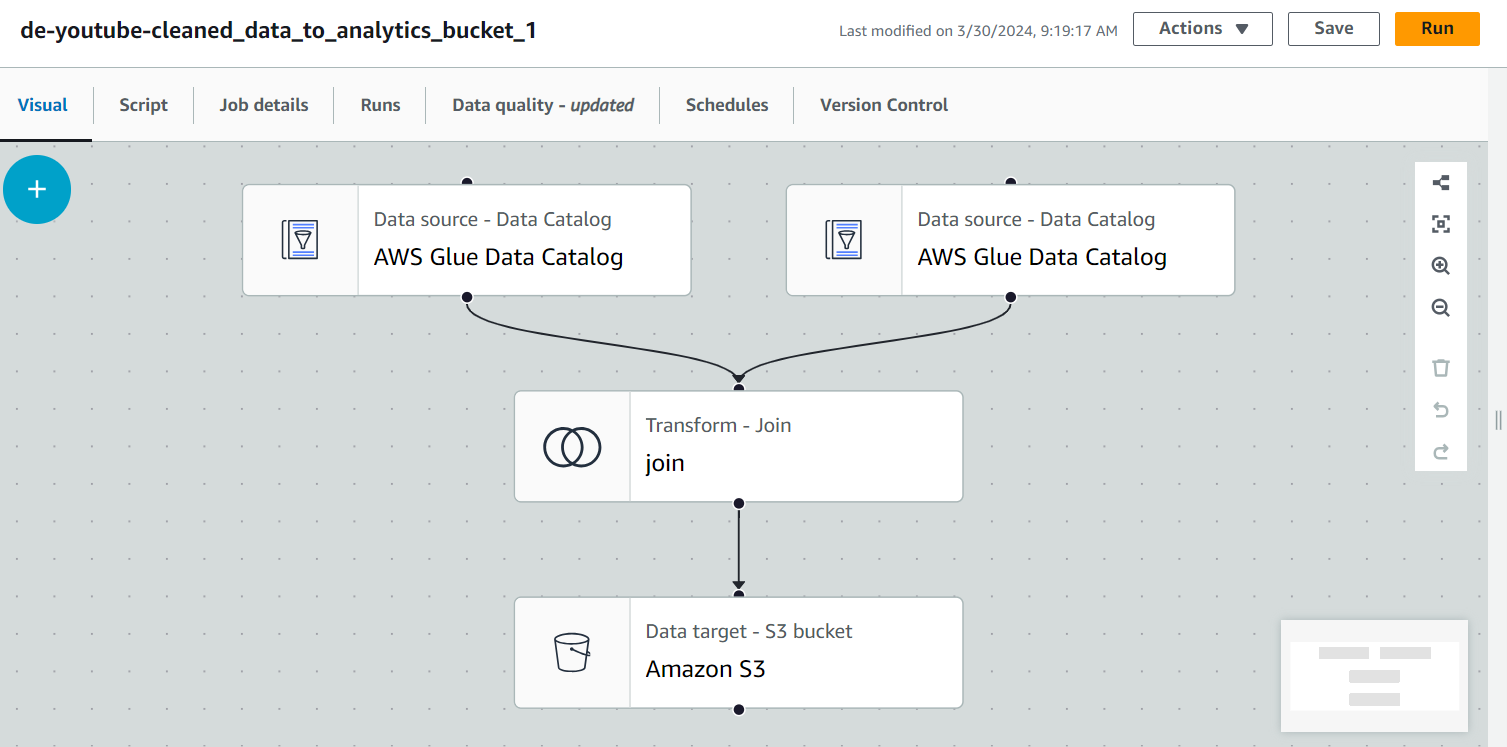 de-youtube-cleaned_data_to_analytics_bucket_1
Last modified on 3/30/2024, 9:19:17 AM
Actions
Save
Run
Visual
Script
Job details
Runs
Data quality - updated
Schedules
Version Control
Data source - Data Catalog
AWS Glue Data Catalog
Data source - Data Catalog
AWS Glue Data Catalog
Transform - Join
join
Data target - S3 bucket
Amazon S3